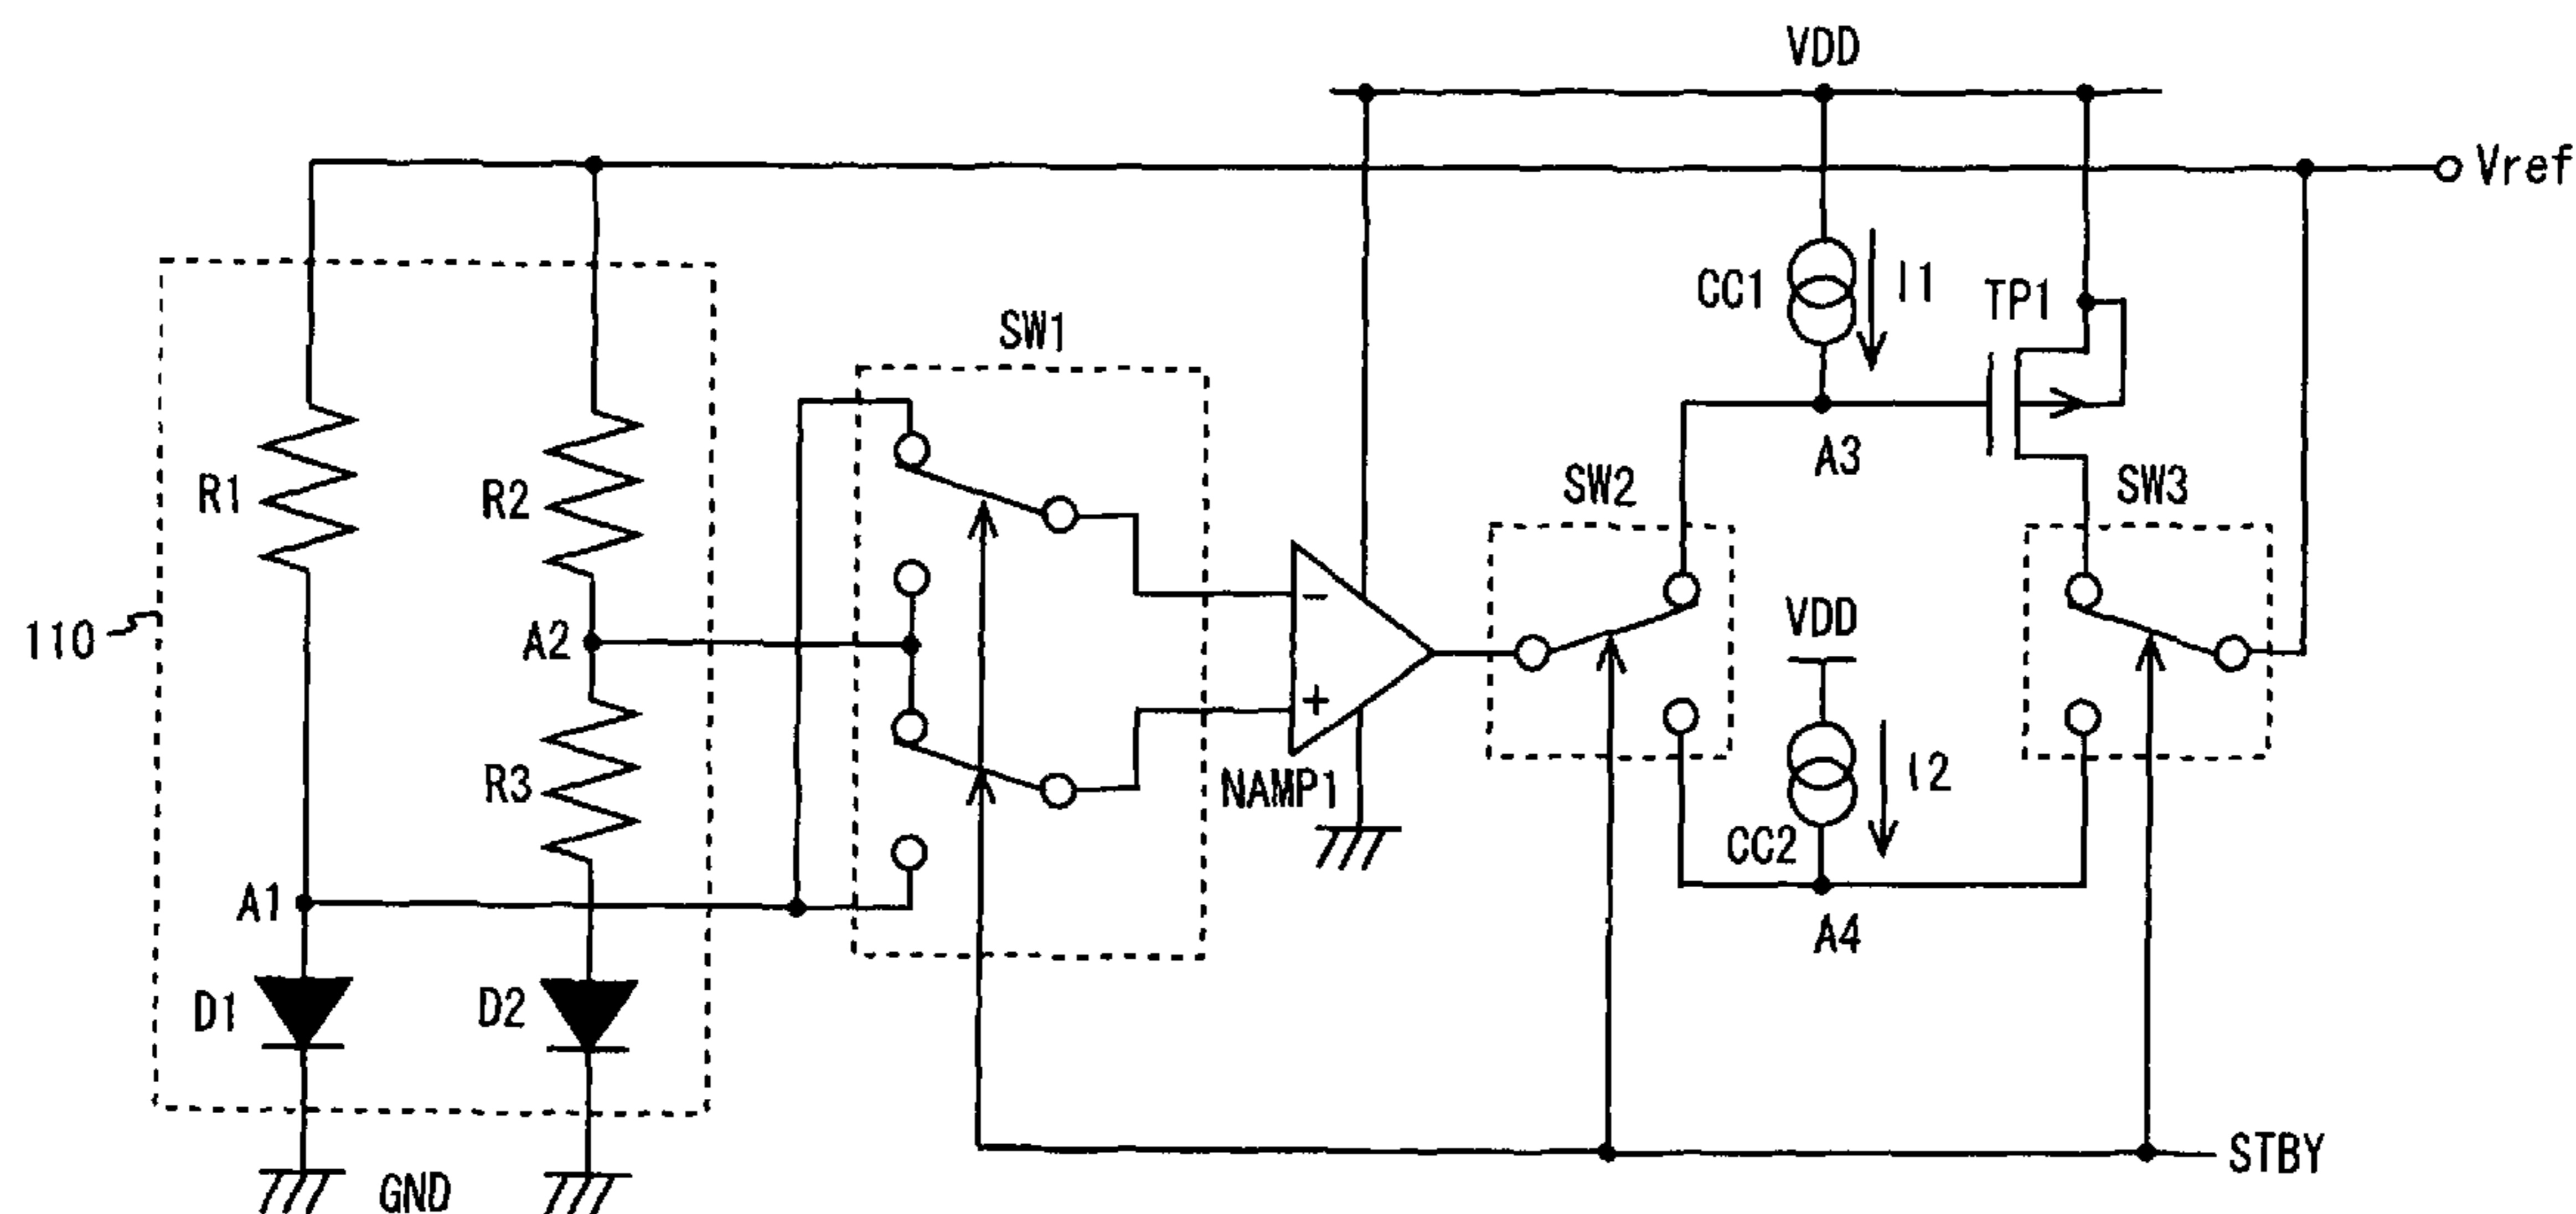 VDD
Vref
CC1
I1
TP1
SW1
A3
SW2
SW3
R1
R2
VDD
110
A2
−
+
R3
NAMP1
I2
CC2
A1
A4
D1
D2
STBY
GND